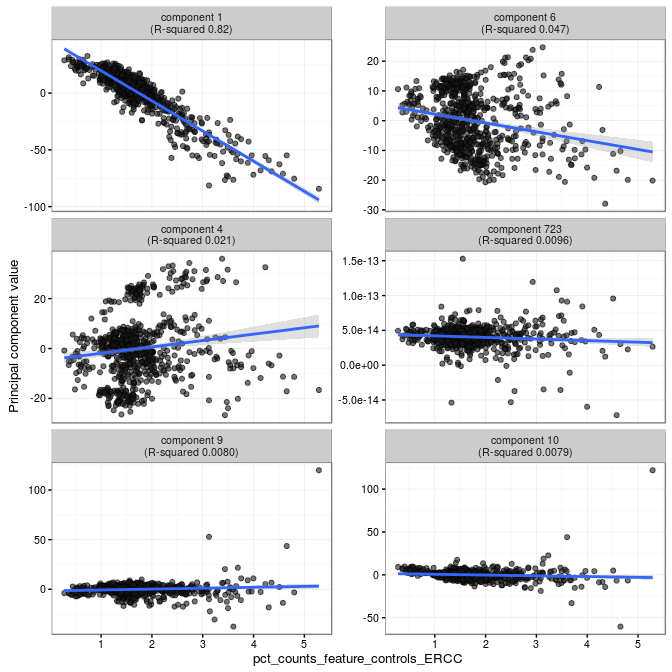 component 1
(R-squared 0.82)
component 6
(R-squared 0.047)
0
-50
-100
20
10
0
-10
-20
-30
component 4
(R-squared 0.021)
component 723
(R-squared 0.0096)
20
0
-20
1.5e-13
1.0e-13
5.0e-14
0.0e+00
-5.0e-14
component 9
(R-squared 0.0080)
component 10
(R-squared 0.0079)
100
50
0
100
50
0
-50
1 2 3 4 5
1 2 3 4 5
Principal component value
pct_counts_feature_controls_ERCC